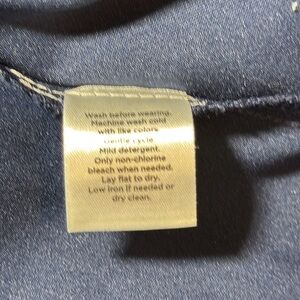 Wash before wearing.
Machine wash cold
with like colors.
Gentle cycle.
Mild detergent.
Only non-chlorine
bleach when needed.
Lay flat to dry.
Low iron if needed or
dry clean.